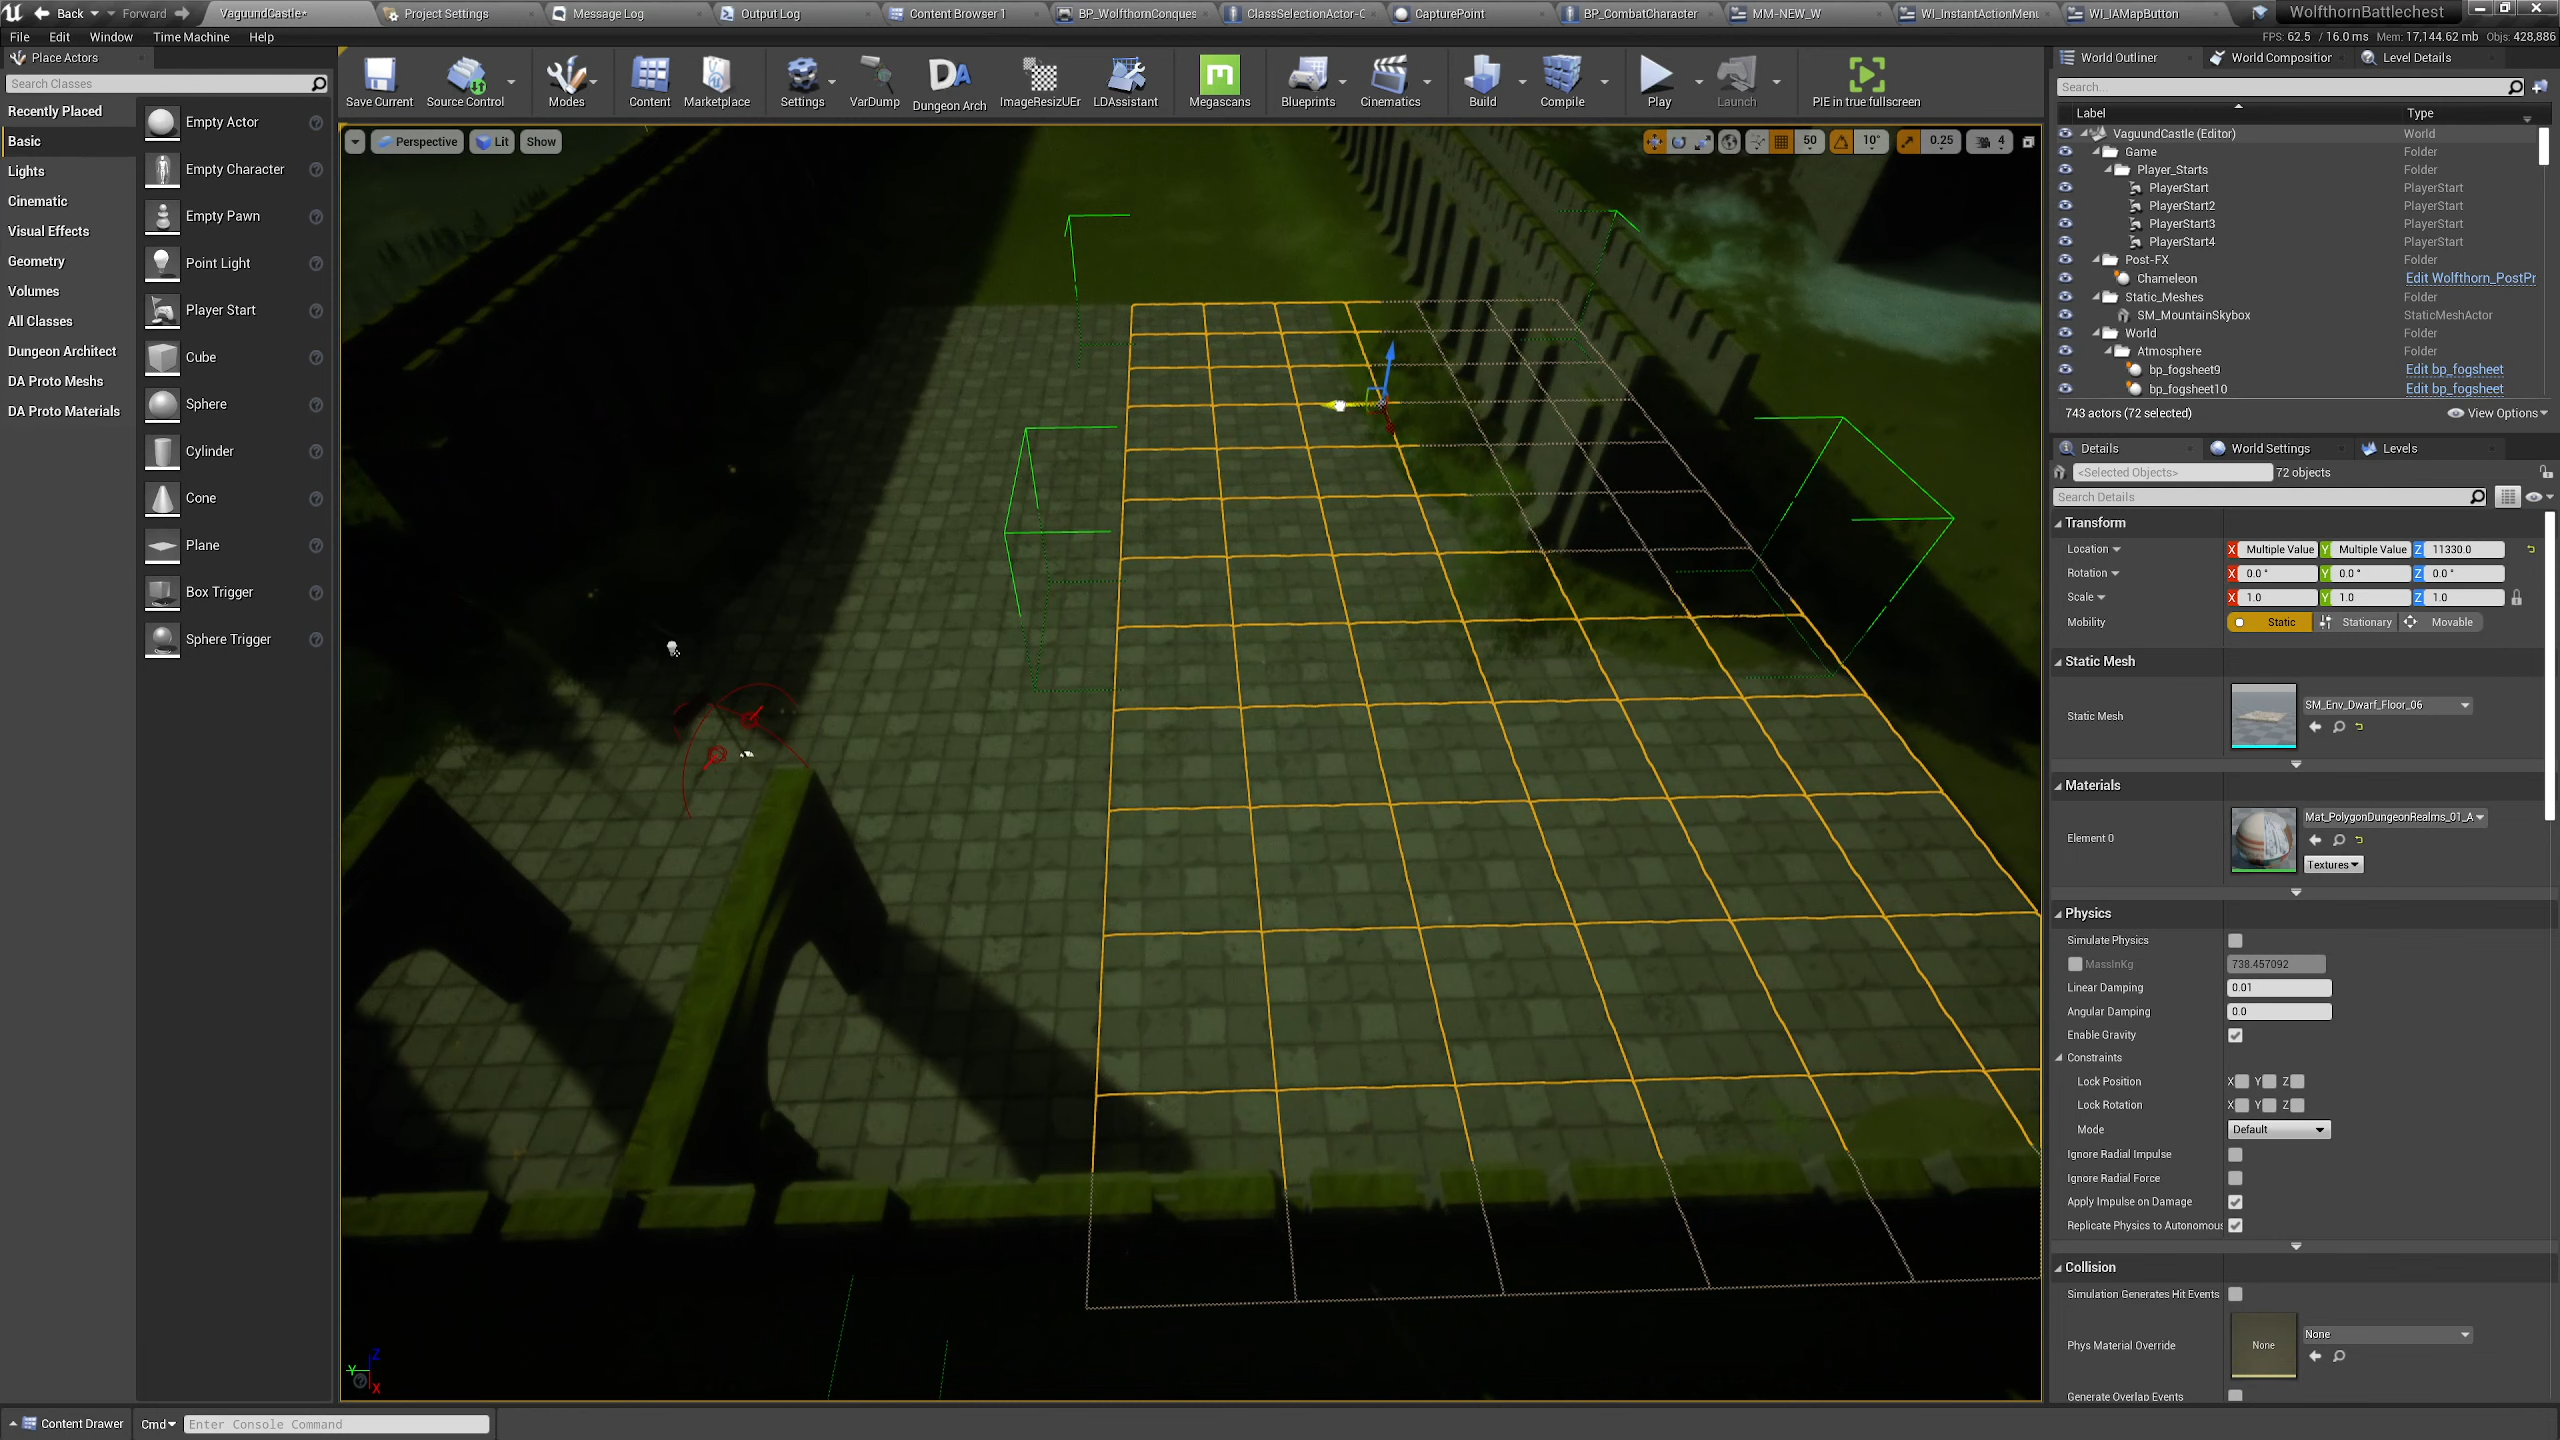 VaguundCastle*
Project Settings
Message Log
Output Log
Content Browser 1
BP_WolfthornConques
ClassSelectionActor-C
CapturePoint
BP_CombatCharacter
MM-NEW_W
WI_InstantActionMenu
WI_IAMapButton
WolfthornBattlechest
Back
Forward
File Edit Window Time Machine Help
FPS: 62.5 / 16.0 ms Mem: 17,144.62 mb Objs: 428,886
Place Actors
Search Classes
Recently Placed
Basic
Lights
Cinematic
Visual Effects
Geometry
Volumes
All Classes
Dungeon Architect
DA Proto Meshs
DA Proto Materials
Empty Actor
Empty Character
Empty Pawn
Point Light
Player Start
Cube
Sphere
Cylinder
Cone
Plane
Box Trigger
Sphere Trigger
Save Current
Source Control
Modes
Content
Marketplace
Settings
VarDump
Dungeon Arch
ImageResizUEr
LDAssistant
Megascans
Blueprints
Cinematics
Build
Compile
Play
Launch
PIE in true fullscreen
Perspective
Lit
Show
50
10°
0.25
4
World Outliner
World Composition
Level Details
Search...
Label
Type
VaguundCastle (Editor) World
Game Folder
Player_Starts Folder
PlayerStart PlayerStart
PlayerStart2 PlayerStart
PlayerStart3 PlayerStart
PlayerStart4 PlayerStart
Post-FX Folder
Chameleon Edit Wolfthorn_PostPr
Static_Meshes Folder
SM_MountainSkybox StaticMeshActor
World Folder
Atmosphere Folder
bp_fogsheet9 Edit bp_fogsheet
bp_fogsheet10 Edit bp_fogsheet
743 actors (72 selected)
View Options
Details
World Settings
Levels
<Selected Objects>
72 objects
Search Details
Transform
Location X Multiple Value Y Multiple Value Z 11330.0
Rotation X 0.0 ° Y 0.0 ° Z 0.0 °
Scale X 1.0 Y 1.0 Z 1.0
Mobility Static Stationary Movable
Static Mesh
Static Mesh SM_Env_Dwarf_Floor_06
Materials
Element 0 Mat_PolygonDungeonRealms_01_A
Textures
Physics
Simulate Physics
MassInKg 738.457092
Linear Damping 0.01
Angular Damping 0.0
Enable Gravity
Constraints
Lock Position X Y Z
Lock Rotation X Y Z
Mode Default
Ignore Radial Impulse
Ignore Radial Force
Apply Impulse on Damage
Replicate Physics to Autonomous
Collision
Simulation Generates Hit Events
Phys Material Override None None
Generate Overlap Events
Z
Y
X
Content Drawer
Cmd
Enter Console Command